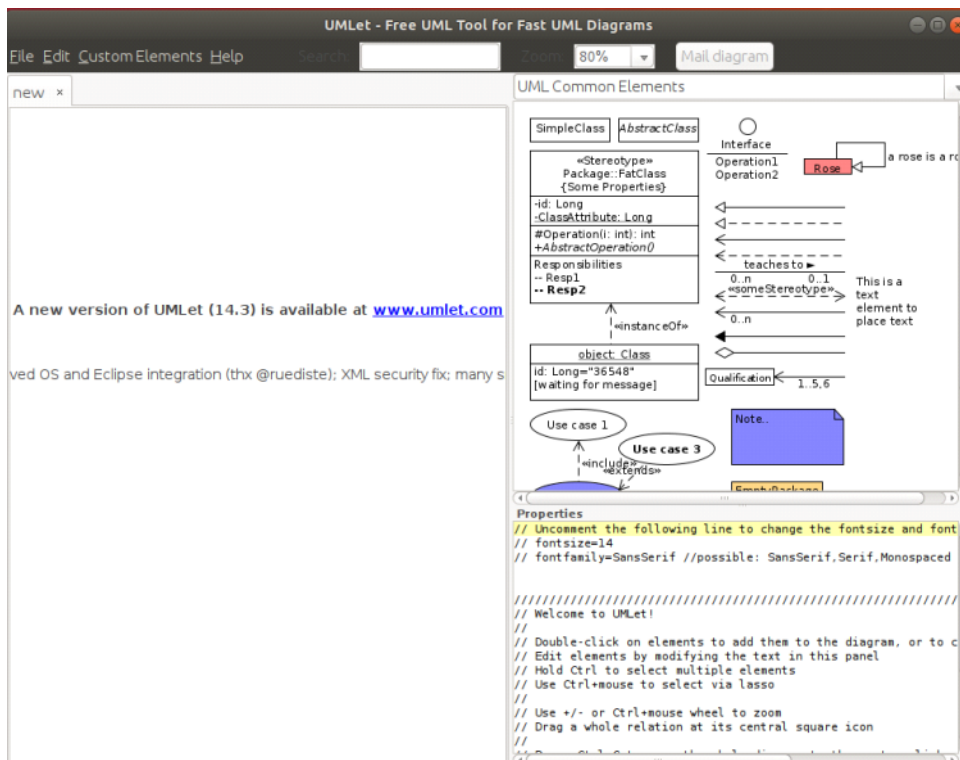 UMLet - Free UML Tool for Fast UML Diagrams
File Edit Custom Elements Help Search: Zoom: 80% Mail diagram
new ×
A new version of UMLet (14.3) is available at www.umlet.com
ved OS and Eclipse integration (thx @ruediste); XML security fix; many s
UML Common Elements
SimpleClass
AbstractClass
Interface
Operation1
Operation2
Rose
a rose is a ro
«Stereotype»
Package::FatClass
{Some Properties}
-id: Long
-ClassAttribute: Long
#Operation(i: int): int
+AbstractOperation()
Responsibilities
-- Resp1
-- Resp2
teaches to ►
0..n 0..1
«someStereotype»
0..n
This is a
text
element to
place text
«instanceOf»
object: Class
id: Long="36548"
[waiting for message]
Qualification
1..5,6
Use case 1
Use case 3
«include»
«extends»
Note..
EmptyPackage
Properties
// Uncomment the following line to change the fontsize and font
// fontsize=14
// fontfamily=SansSerif //possible: SansSerif,Serif,Monospaced
//////////////////////////////////////////////////////////////
// Welcome to UMLet!
//
// Double-click on elements to add them to the diagram, or to c
// Edit elements by modifying the text in this panel
// Hold Ctrl to select multiple elements
// Use Ctrl+mouse to select via lasso
//
// Use +/- or Ctrl+mouse wheel to zoom
// Drag a whole relation at its central square icon
//